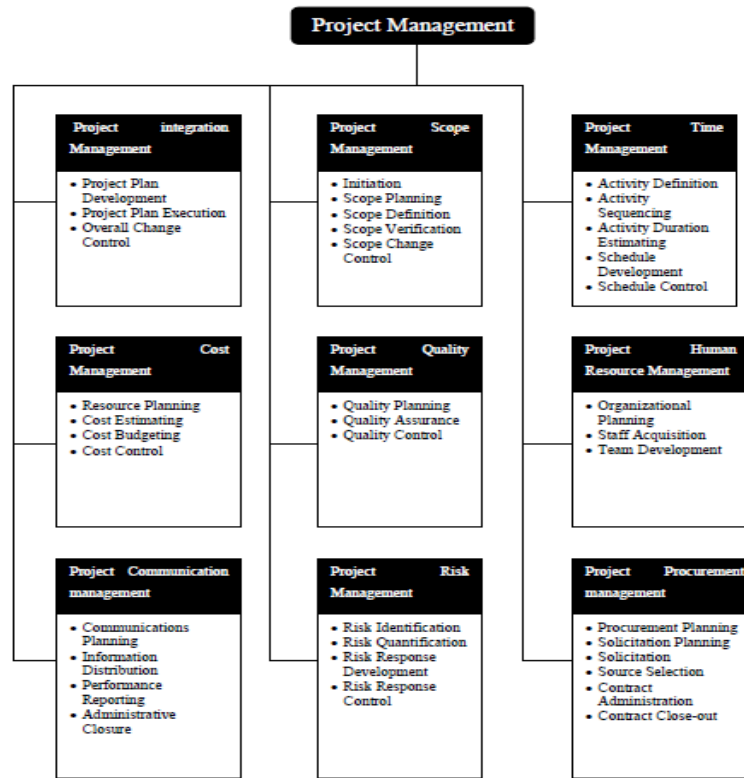 Project Management
Project integration
Management
• Project Plan
Development
• Project Plan Execution
• Overall Change
Control
Project Scope
Management
• Initiation
• Scope Planning
• Scope Definition
• Scope Verification
• Scope Change
Control
Project Time
Management
• Activity Definition
• Activity
Sequencing
• Activity Duration
Estimating
• Schedule
Development
• Schedule Control
Project Cost
Management
• Resource Planning
• Cost Estimating
• Cost Budgeting
• Cost Control
Project Quality
Management
• Quality Planning
• Quality Assurance
• Quality Control
Project Human
Resource Management
• Organizational
Planning
• Staff Acquisition
• Team Development
Project Communication
management
• Communications
Planning
• Information
Distribution
• Performance
Reporting
• Administrative
Closure
Project Risk
Management
• Risk Identification
• Risk Quantification
• Risk Response
Development
• Risk Response
Control
Project Procurement
management
• Procurement Planning
• Solicitation Planning
• Solicitation
• Source Selection
• Contract
Administration
• Contract Close-out